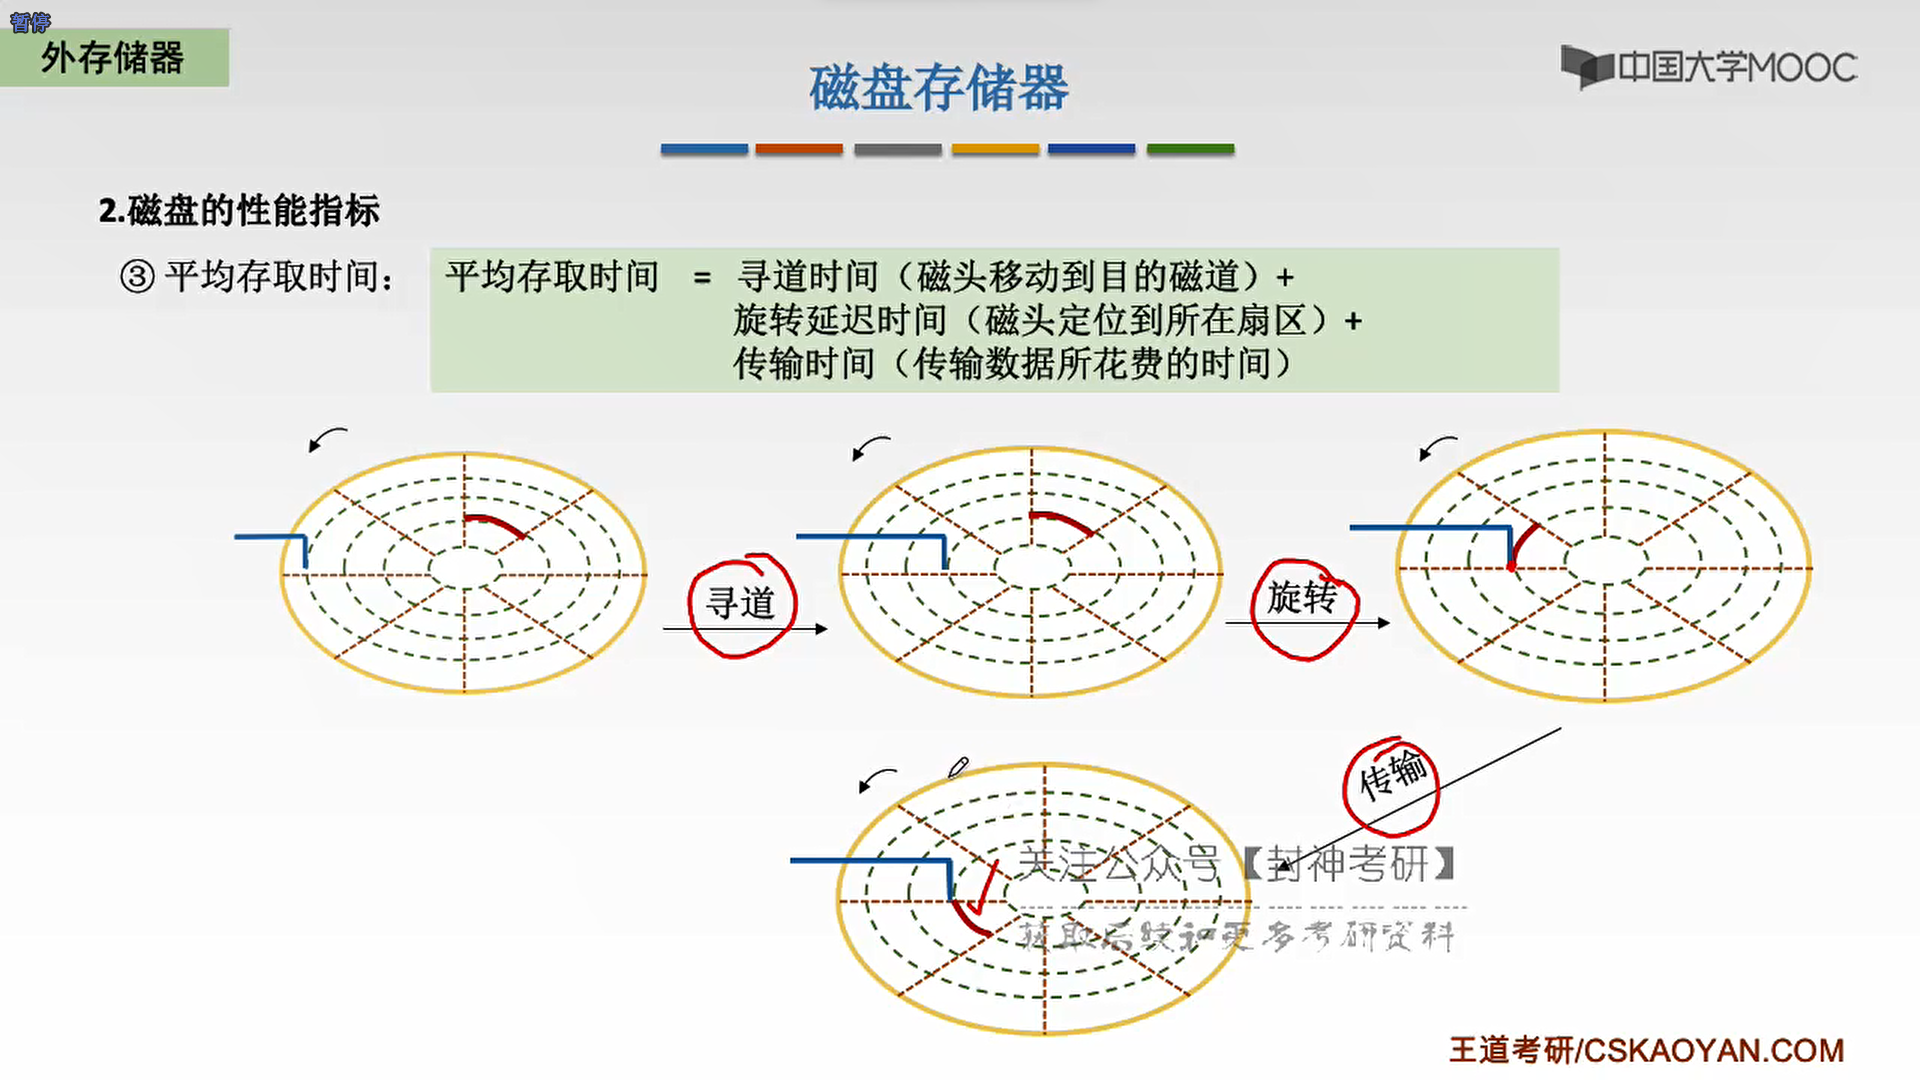 暂停
外存储器
磁盘存储器
中国大学MOOC
2.磁盘的性能指标
③ 平均存取时间：
平均存取时间 = 寻道时间（磁头移动到目的磁道）+
旋转延迟时间（磁头定位到所在扇区）+
传输时间（传输数据所花费的时间）
寻道
旋转
传输
关注公众号【封神考研】
获取后续和更多考研资料
王道考研/CSKAOYAN.COM